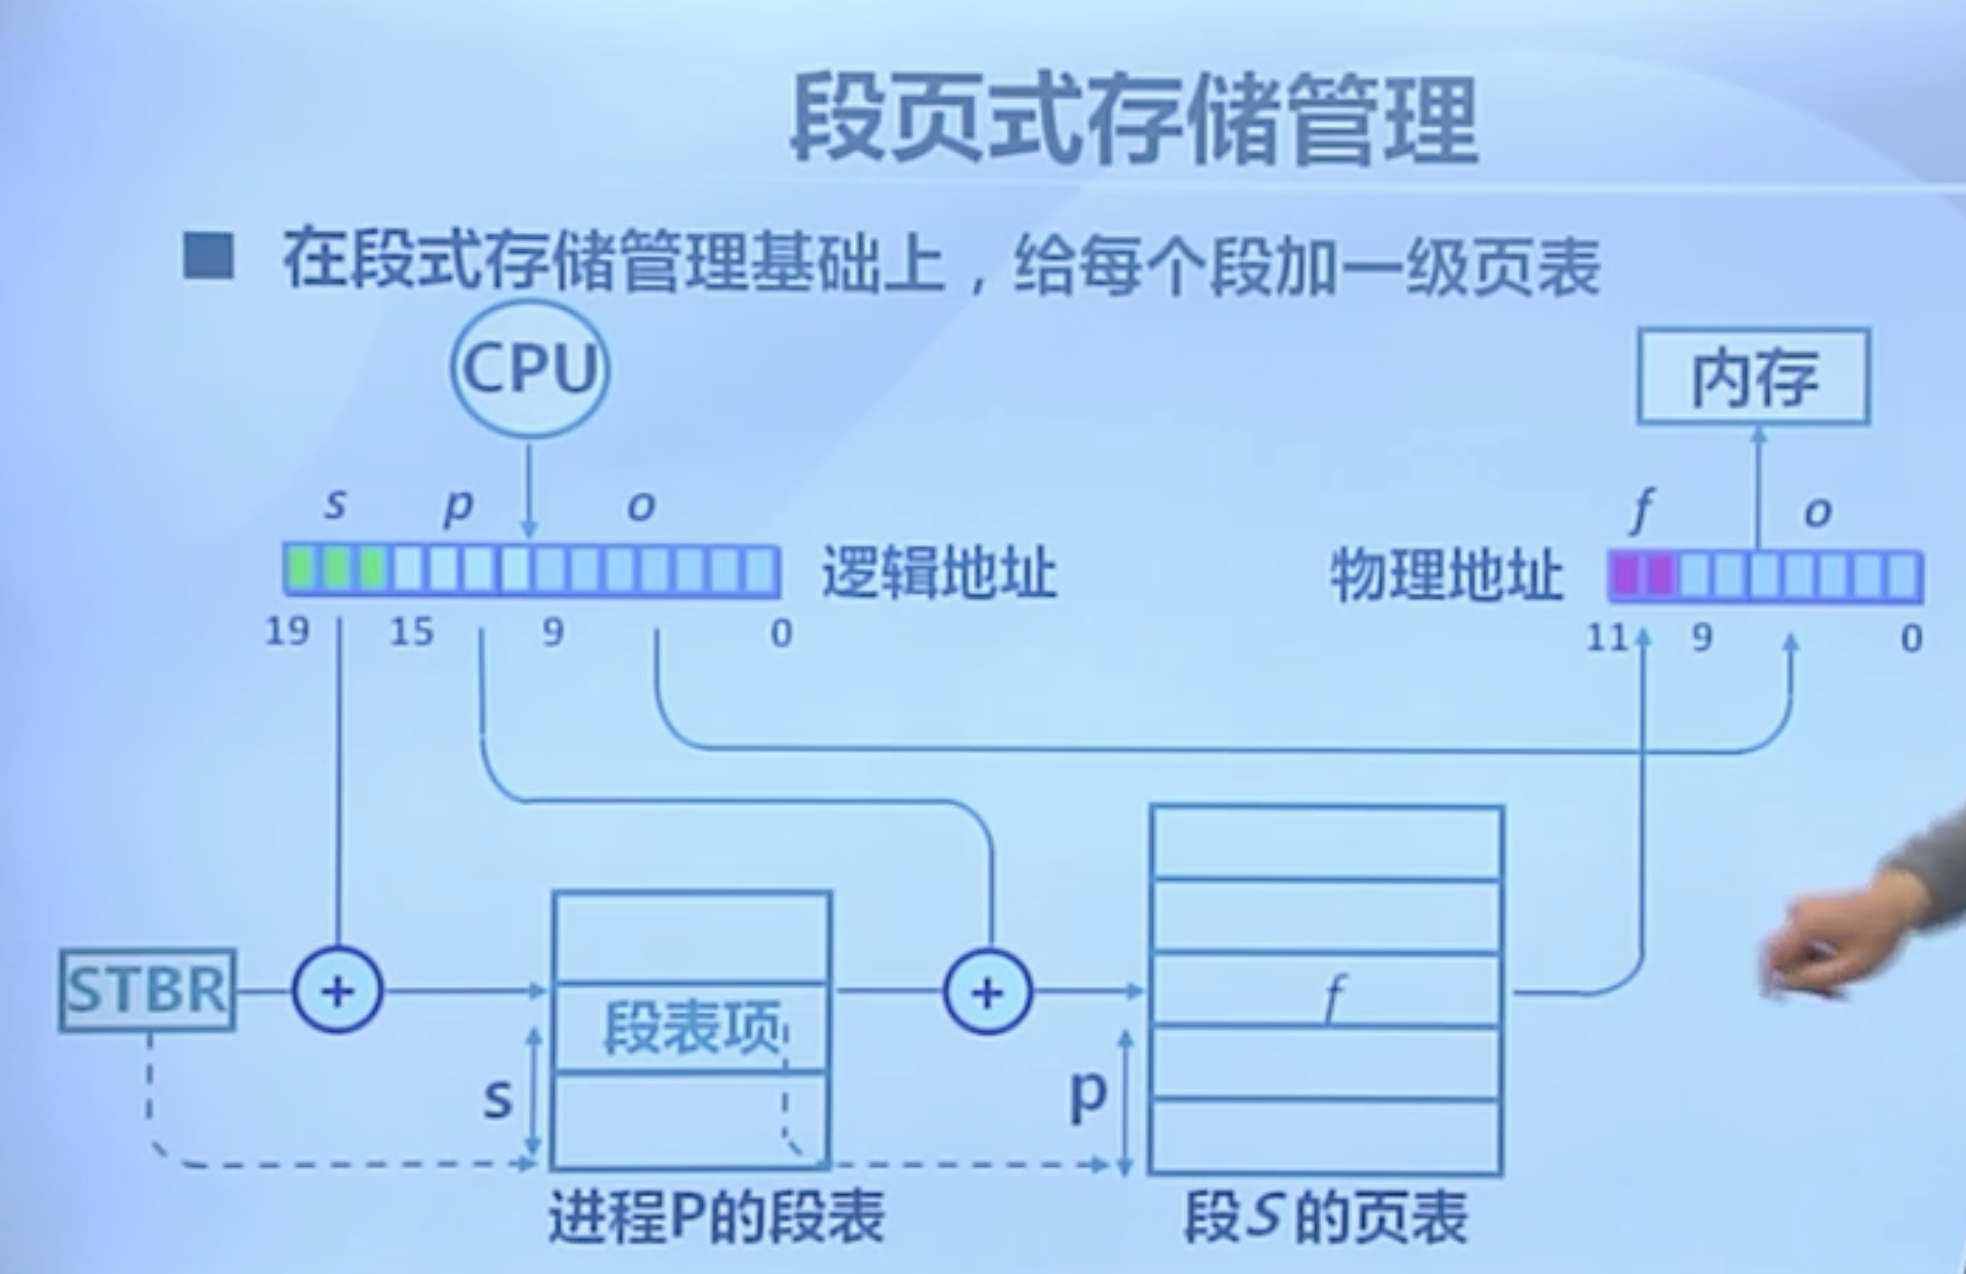 段页式存储管理
■ 在段式存储管理基础上，给每个段加一级页表
CPU
内存
s p o
f o
逻辑地址
物理地址
19 15 9 0
11 9 0
STBR
+
段表项
s
+
f
p
进程P的段表
段S的页表